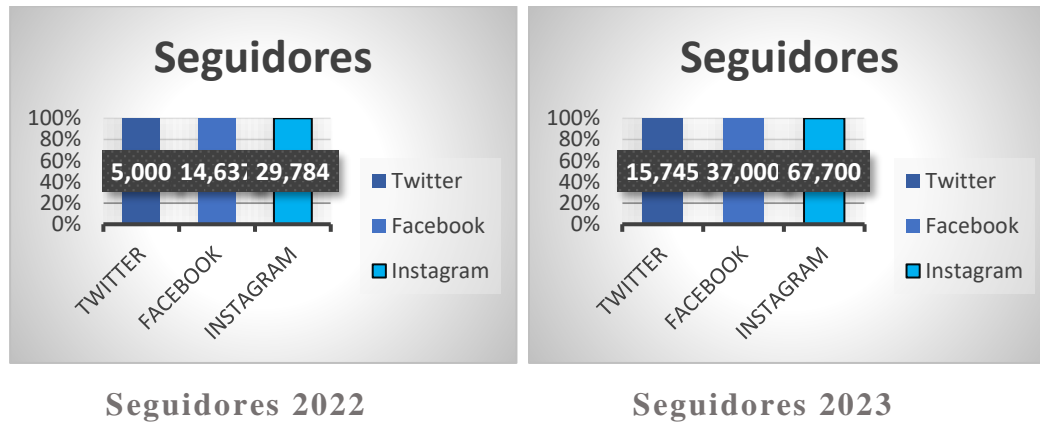 Seguidores
100%
80%
60%
40%
20%
0%
5,000 14,637 29,784
TWITTER
FACEBOOK
INSTAGRAM
Twitter
Facebook
Instagram
Seguidores 2022
Seguidores
100%
80%
60%
40%
20%
0%
15,745 37,000 67,700
TWITTER
FACEBOOK
INSTAGRAM
Twitter
Facebook
Instagram
Seguidores 2023